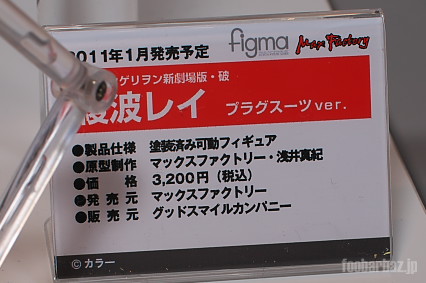 2011年1月発売予定 figma Max Factory
ゲリヲン新劇場版・破
綾波レイ プラグスーツver.
●製品仕様 塗装済み可動フィギュア
●原型制作 マックスファクトリー・浅井真紀
●価 格 3,200円（税込）
●発 売 元 マックスファクトリー
●販 売 元 グッドスマイルカンパニー
©カラー
foobarbaz.jp